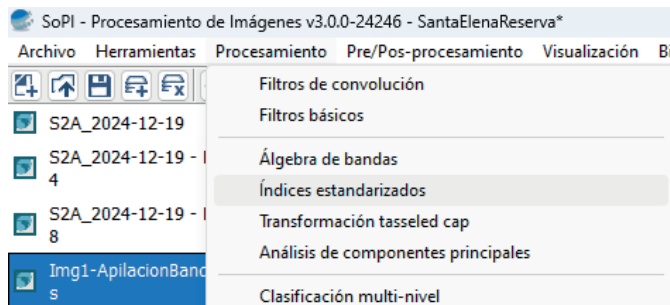 SoPI - Procesamiento de Imágenes v3.0.0-24246 - SantaElenaReserva*
Archivo Herramientas Procesamiento Pre/Pos-procesamiento Visualización
Filtros de convolución
Filtros básicos
Álgebra de bandas
Índices estandarizados
Transformación tasseled cap
Análisis de componentes principales
Clasificación multi-nivel
S2A_2024-12-19
S2A_2024-12-19 -
4
S2A_2024-12-19 -
8
Img1-ApilacionBand
s